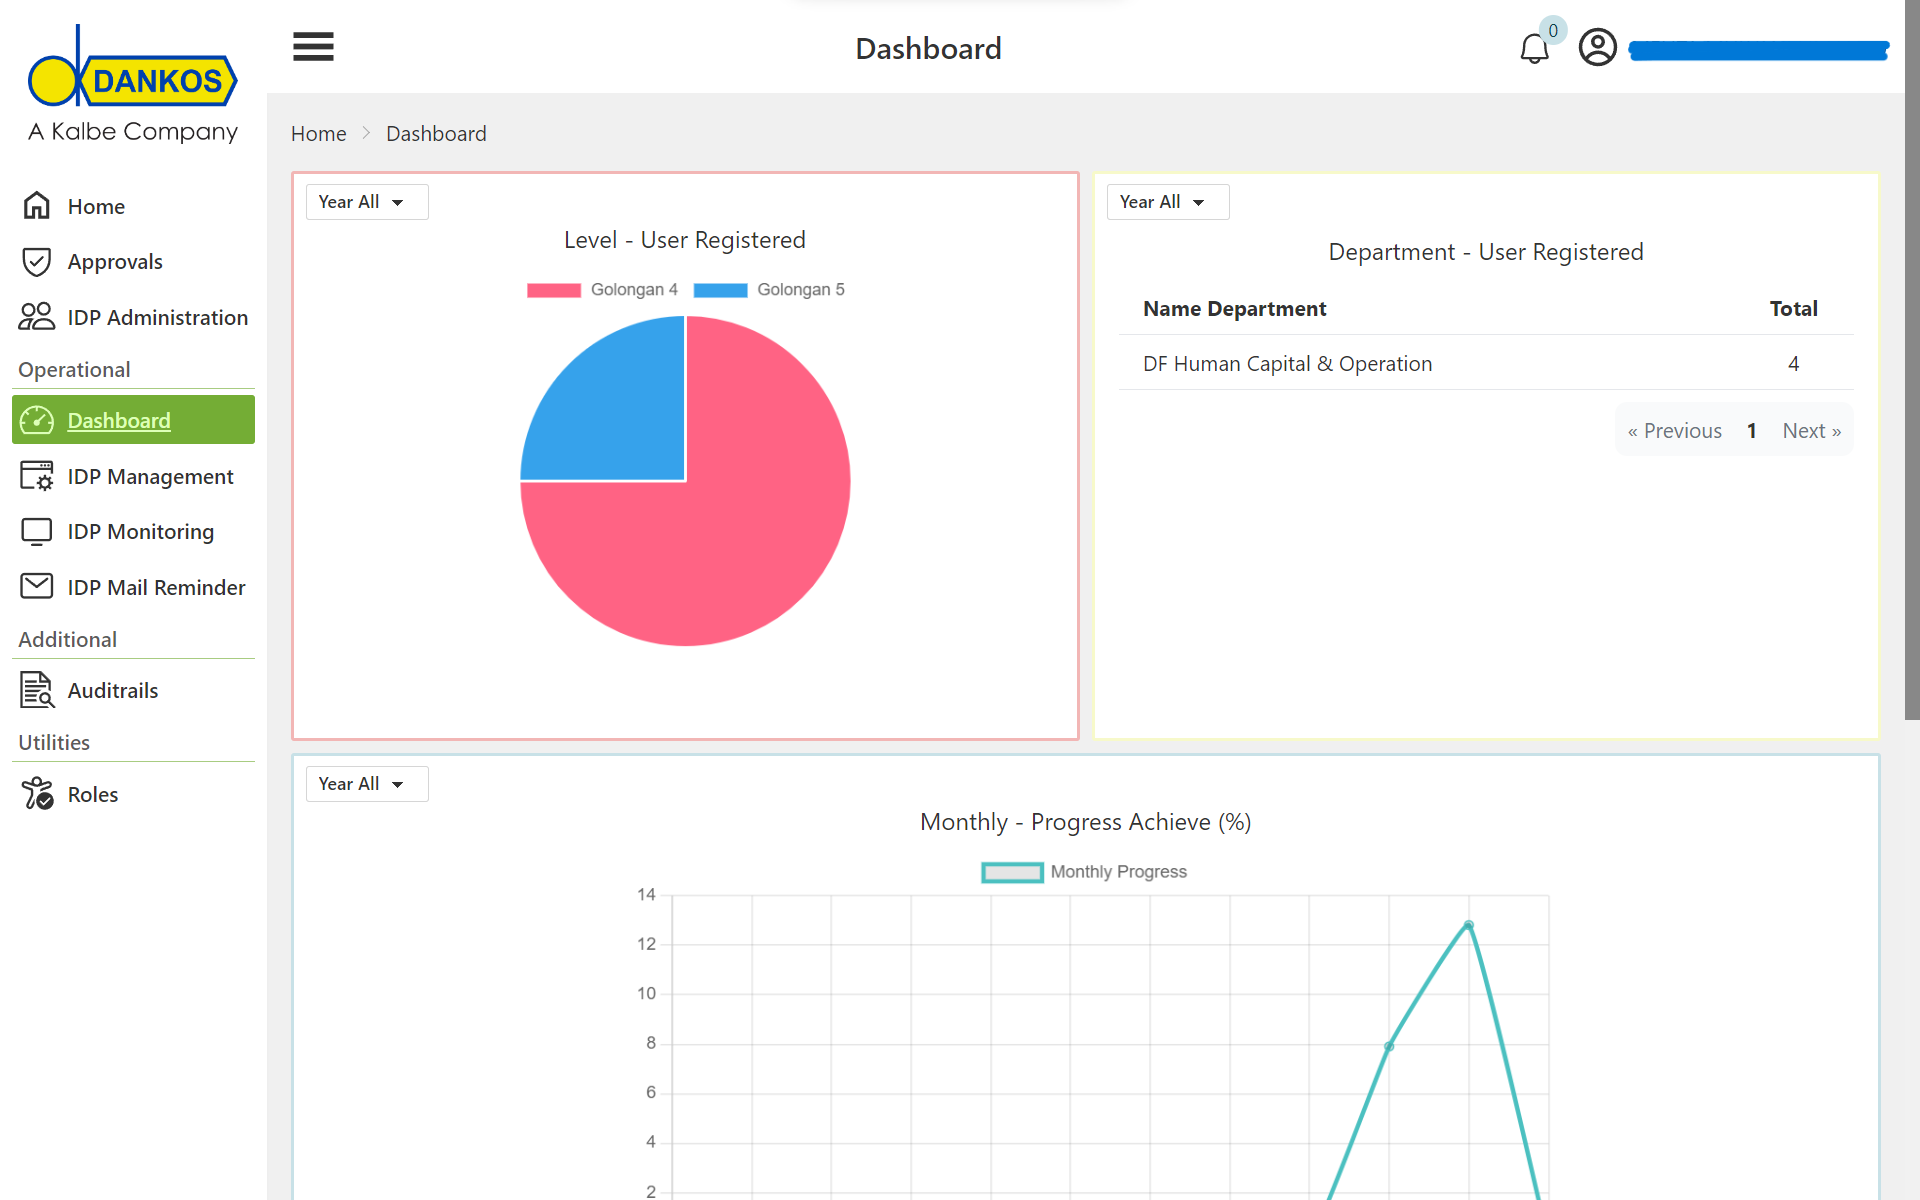 DANKOS
A Kalbe Company
Dashboard
0
Home
Approvals
IDP Administration
Operational
Dashboard
IDP Management
IDP Monitoring
IDP Mail Reminder
Additional
Auditrails
Utilities
Roles
Home > Dashboard
Year All
Level - User Registered
Golongan 4 Golongan 5
Year All
Department - User Registered
Name Department Total
DF Human Capital & Operation 4
« Previous 1 Next »
Year All
Monthly - Progress Achieve (%)
Monthly Progress
14
12
10
8
6
4
2